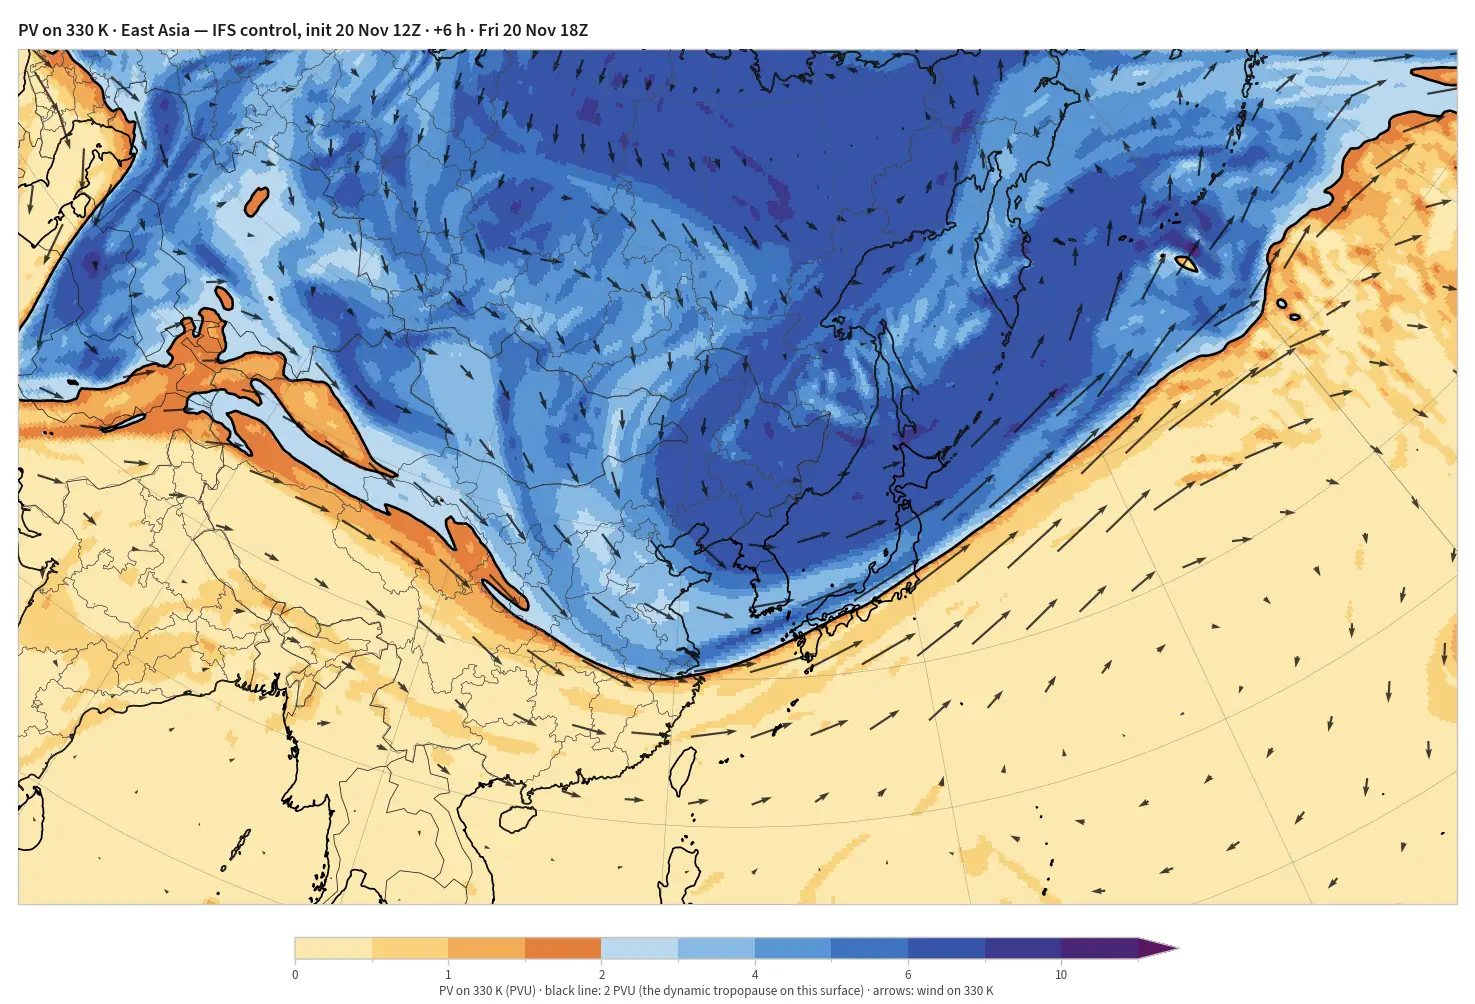 PV on 330 K · East Asia — IFS control, init 20 Nov 12Z · +6 h · Fri 20 Nov 18Z
0 1 2 4 6 10
PV on 330 K (PVU) · black line: 2 PVU (the dynamic tropopause on this surface) · arrows: wind on 330 K